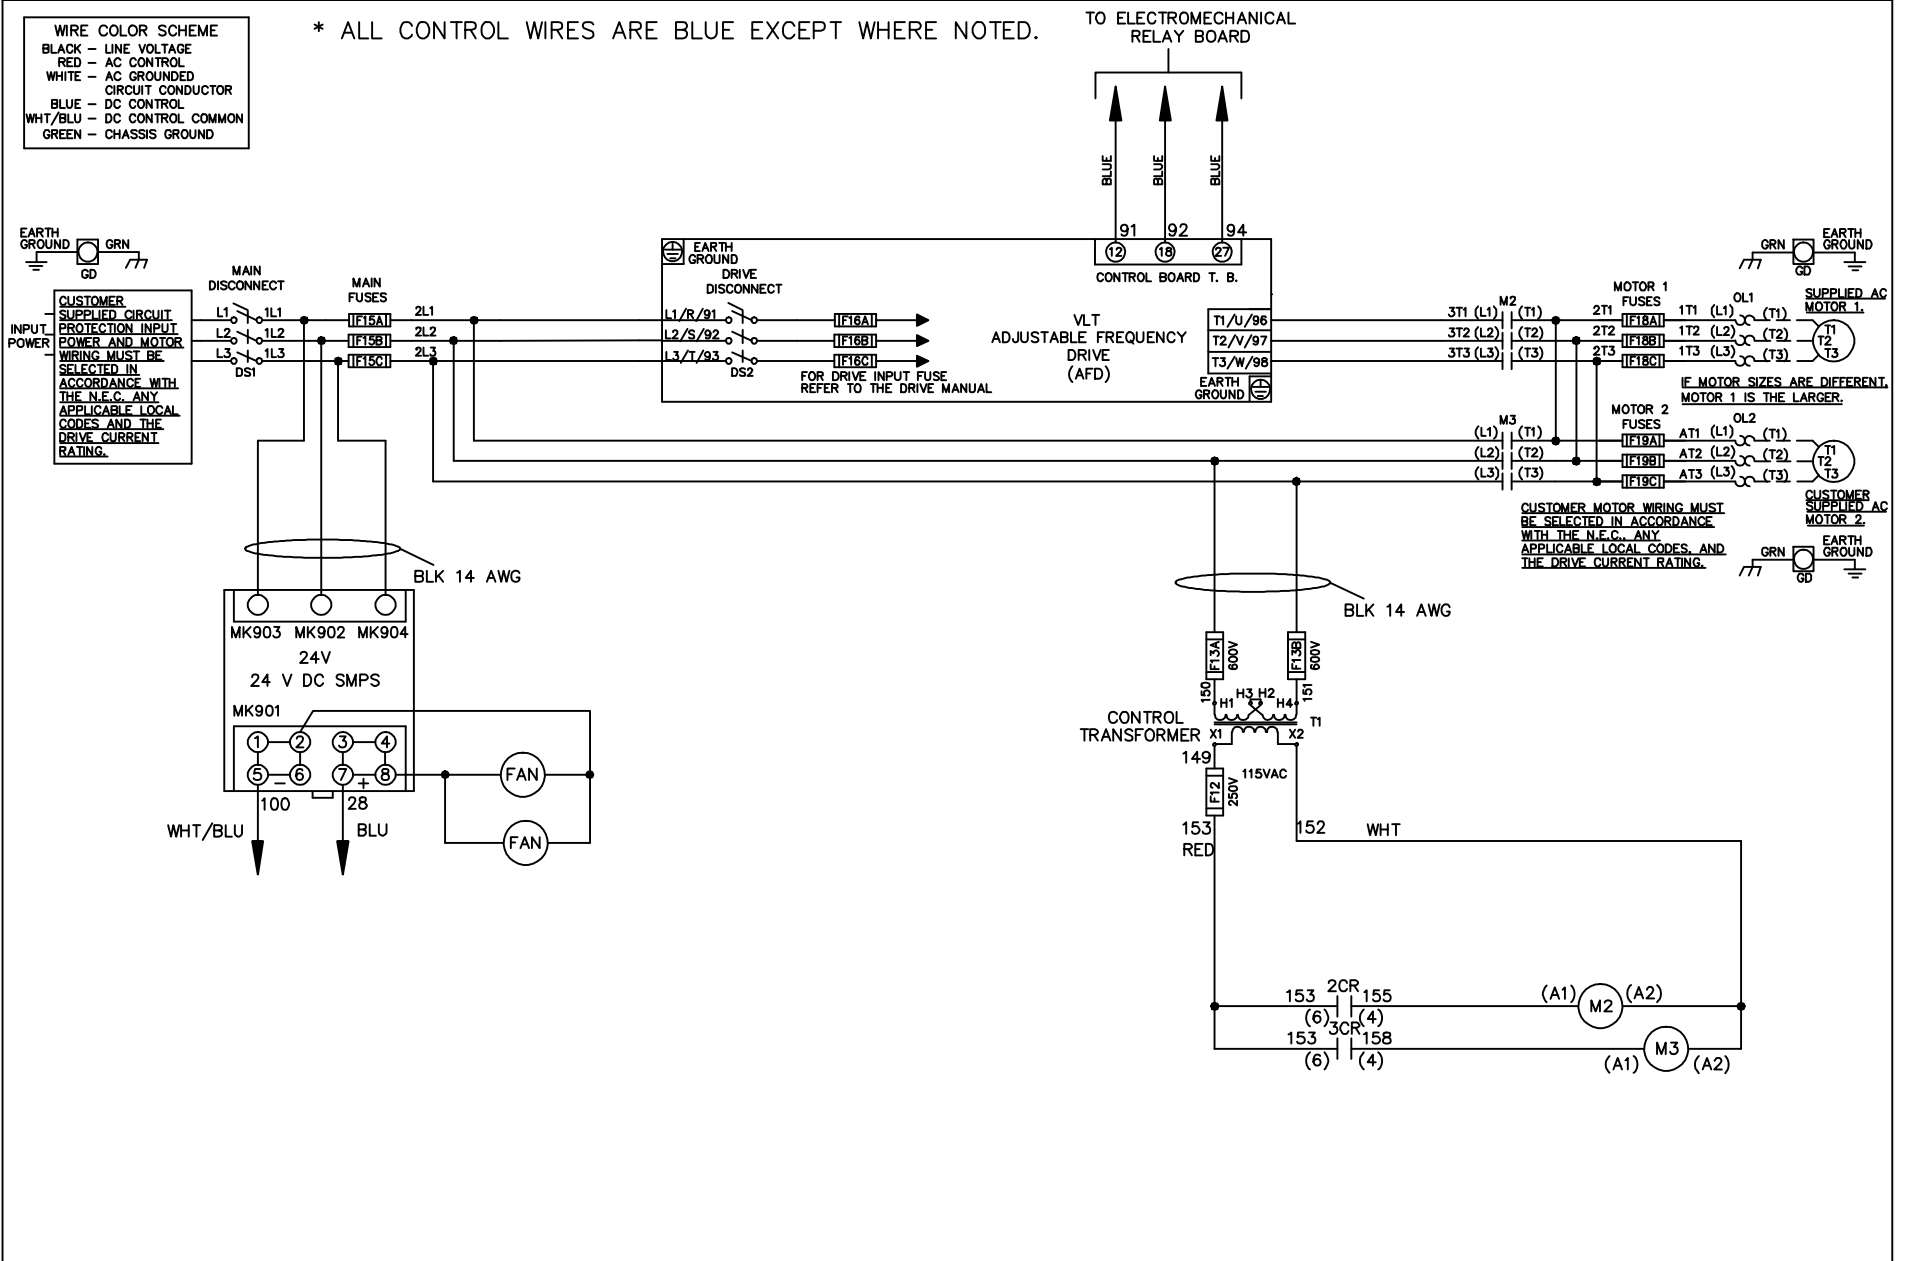 WIRE COLOR SCHEME
BLACK – LINE VOLTAGE
RED – AC CONTROL
WHITE – AC GROUNDED
CIRCUIT CONDUCTOR
BLUE – DC CONTROL
WHT/BLU – DC CONTROL COMMON
GREEN – CHASSIS GROUND
* ALL CONTROL WIRES ARE BLUE EXCEPT WHERE NOTED.
TO ELECTROMECHANICAL
RELAY BOARD
BLUE
BLUE
BLUE
91 92 94
12 18 27
CONTROL BOARD T. B.
EARTH
GROUND
GRN
GD
INPUT
POWER
CUSTOMER
SUPPLIED CIRCUIT
PROTECTION INPUT
POWER AND MOTOR
WIRING MUST BE
SELECTED IN
ACCORDANCE WITH
THE N.E.C. ANY
APPLICABLE LOCAL
CODES AND THE
DRIVE CURRENT
RATING.
MAIN
DISCONNECT
L1 1L1
L2 1L2
L3 1L3
DS1
MAIN
FUSES
F15A
F15B
F15C
2L1
2L2
2L3
EARTH
GROUND
DRIVE
DISCONNECT
L1/R/91
L2/S/92
L3/T/93
DS2
F16A
F16B
F16C
FOR DRIVE INPUT FUSE
REFER TO THE DRIVE MANUAL
VLT
ADJUSTABLE FREQUENCY
DRIVE
(AFD)
T1/U/96
T2/V/97
T3/W/98
EARTH
GROUND
M2
3T1 (L1) (T1)
3T2 (L2) (T2)
3T3 (L3) (T3)
MOTOR 1
FUSES
2T1 F18A 1T1 (L1)
2T2 F18B 1T2 (L2)
2T3 F18C 1T3 (L3)
OL1
(T1)
(T2)
(T3)
T1
T2
T3
GRN
EARTH
GROUND
GD
SUPPLIED AC
MOTOR 1.
IF MOTOR SIZES ARE DIFFERENT,
MOTOR 1 IS THE LARGER.
M3
(L1) (T1)
(L2) (T2)
(L3) (T3)
MOTOR 2
FUSES
F19A AT1 (L1)
F19B AT2 (L2)
F19C AT3 (L3)
OL2
(T1)
(T2)
(T3)
T1
T2
T3
CUSTOMER
SUPPLIED AC
MOTOR 2.
CUSTOMER MOTOR WIRING MUST
BE SELECTED IN ACCORDANCE
WITH THE N.E.C., ANY
APPLICABLE LOCAL CODES, AND
THE DRIVE CURRENT RATING.
GRN
EARTH
GROUND
GD
BLK 14 AWG
MK903 MK902 MK904
24V
24 V DC SMPS
MK901
1 2 3 4
5 – 6 7 + 8
100 28
WHT/BLU BLU
FAN
FAN
BLK 14 AWG
F13A
600V
F13B
600V
150
151
H1 H3 H2 H4
T1
CONTROL
TRANSFORMER
X1 X2
149
115VAC
F12
250V
153
RED
152 WHT
153 2CR 155
(6) (4)
(A1) M2 (A2)
153 3CR 158
(6) (4)
(A1) M3 (A2)